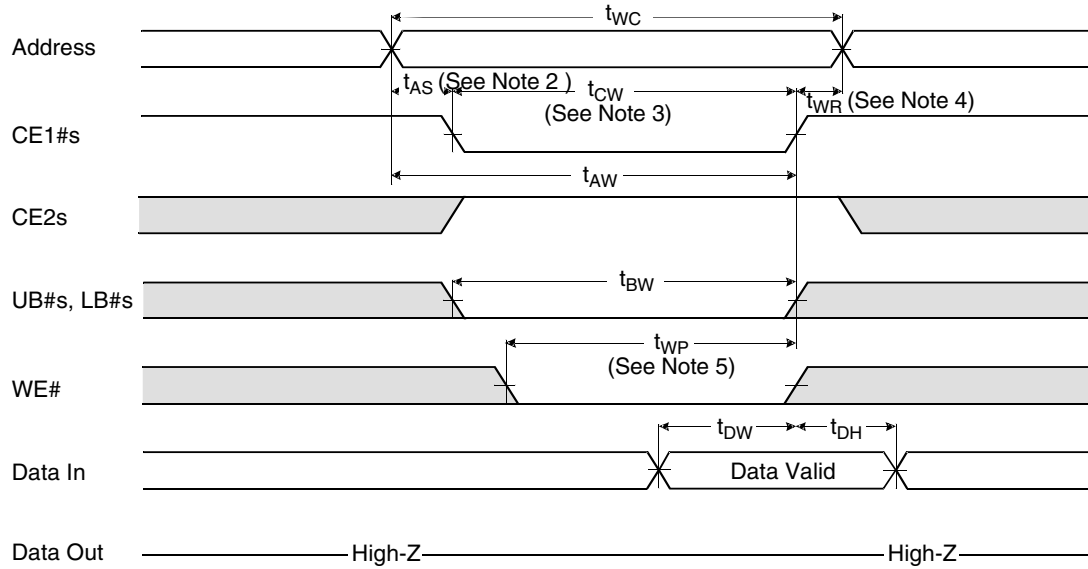 tWC
Address
tAS (See Note 2 )
tCW
(See Note 3)
tWR (See Note 4)
CE1#s
tAW
CE2s
tBW
UB#s, LB#s
tWP
(See Note 5)
WE#
tDW
tDH
Data In
Data Valid
Data Out
High-Z
High-Z